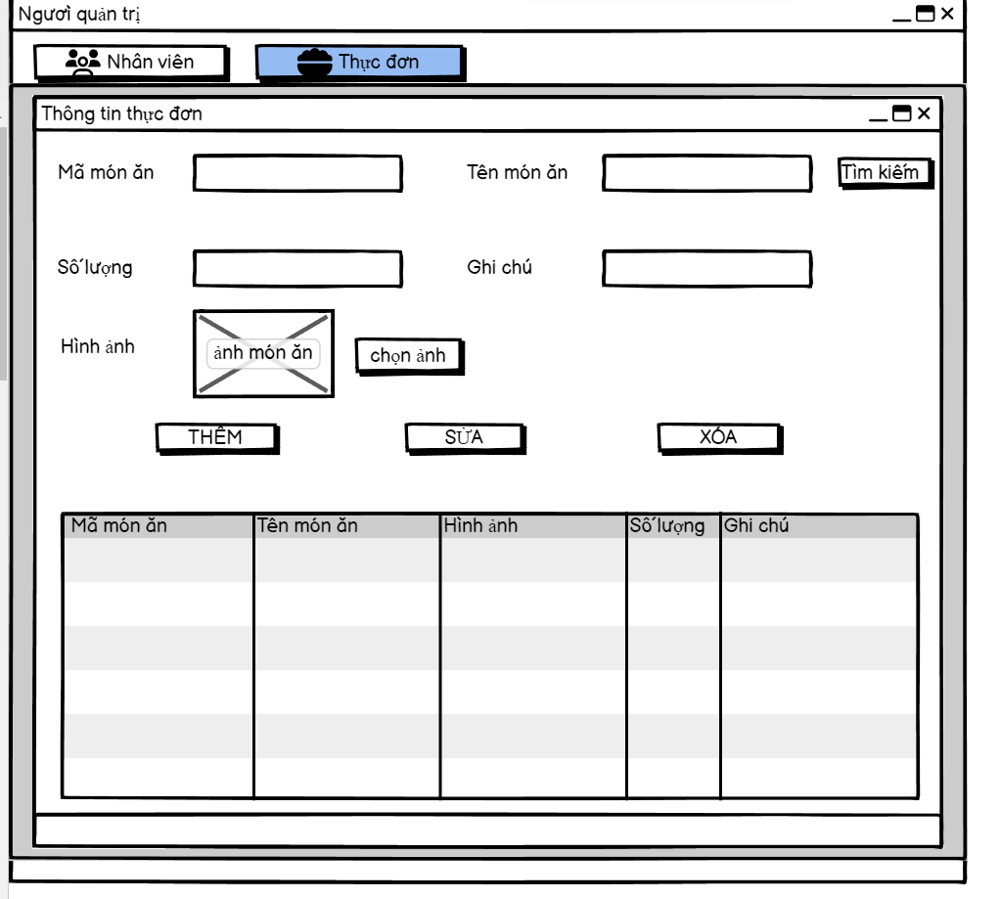 Người quản trị
Nhân viên
Thực đơn
Thông tin thực đơn
Mã món ăn
Tên món ăn
Tìm kiếm
Số lượng
Ghi chú
Hình ảnh
ảnh món ăn
chọn ảnh
THÊM
SỬA
XÓA
Mã món ăn Tên món ăn Hình ảnh Số lượng Ghi chú